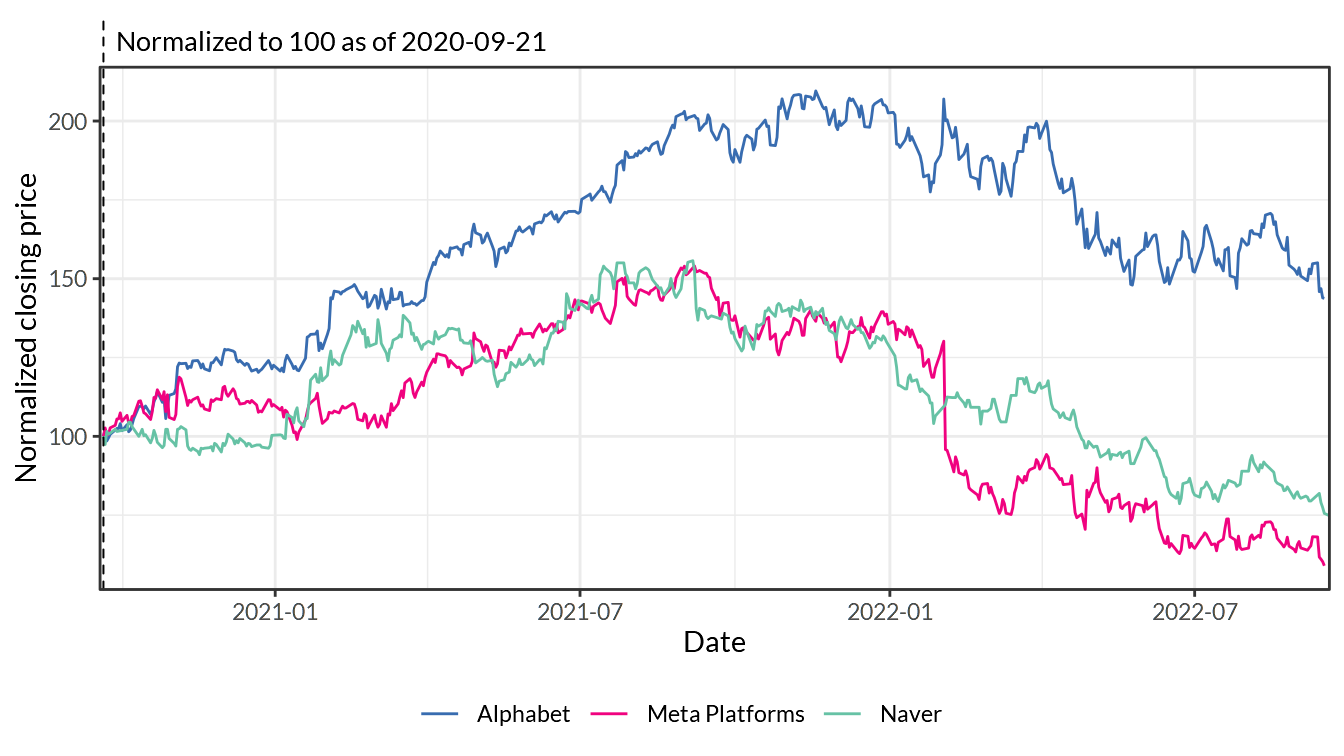 Normalized to 100 as of 2020-09-21
Normalized closing price
200
150
100
2021-01
2021-07
2022-01
2022-07
Date
Alphabet
Meta Platforms
Naver